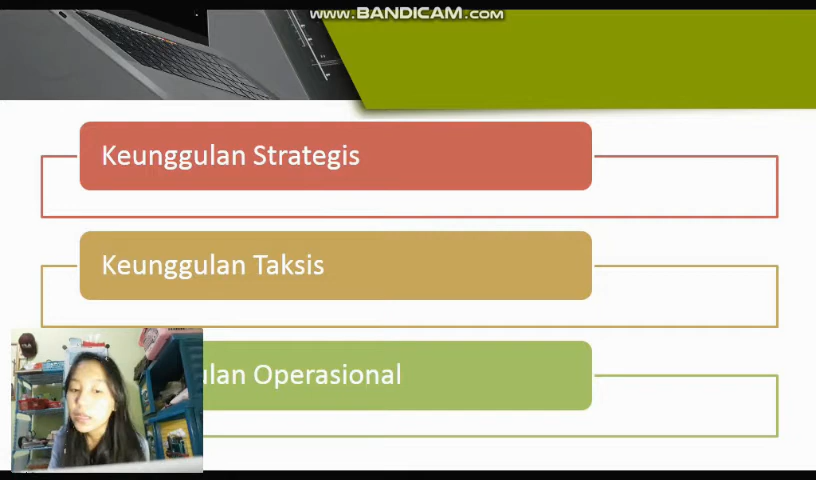 www.BANDICAM.com
Keunggulan Strategis
Keunggulan Taksis
ulan Operasional